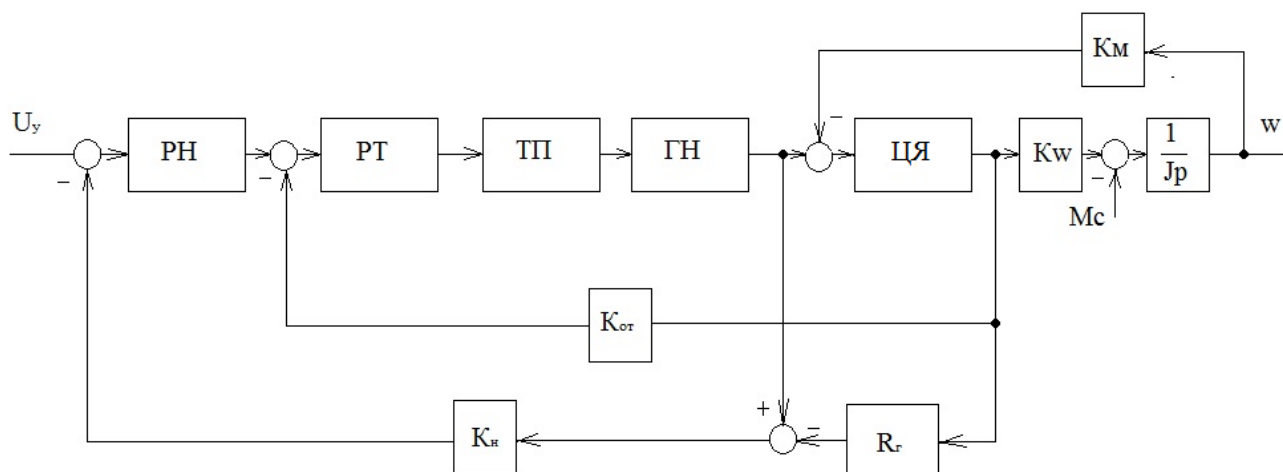 Км
Uу
w
РН
РТ
ТП
ГН
ЦЯ
Кw
1
Jp
–
–
–
–
Мс
Кот
+
–
Кн
Rг